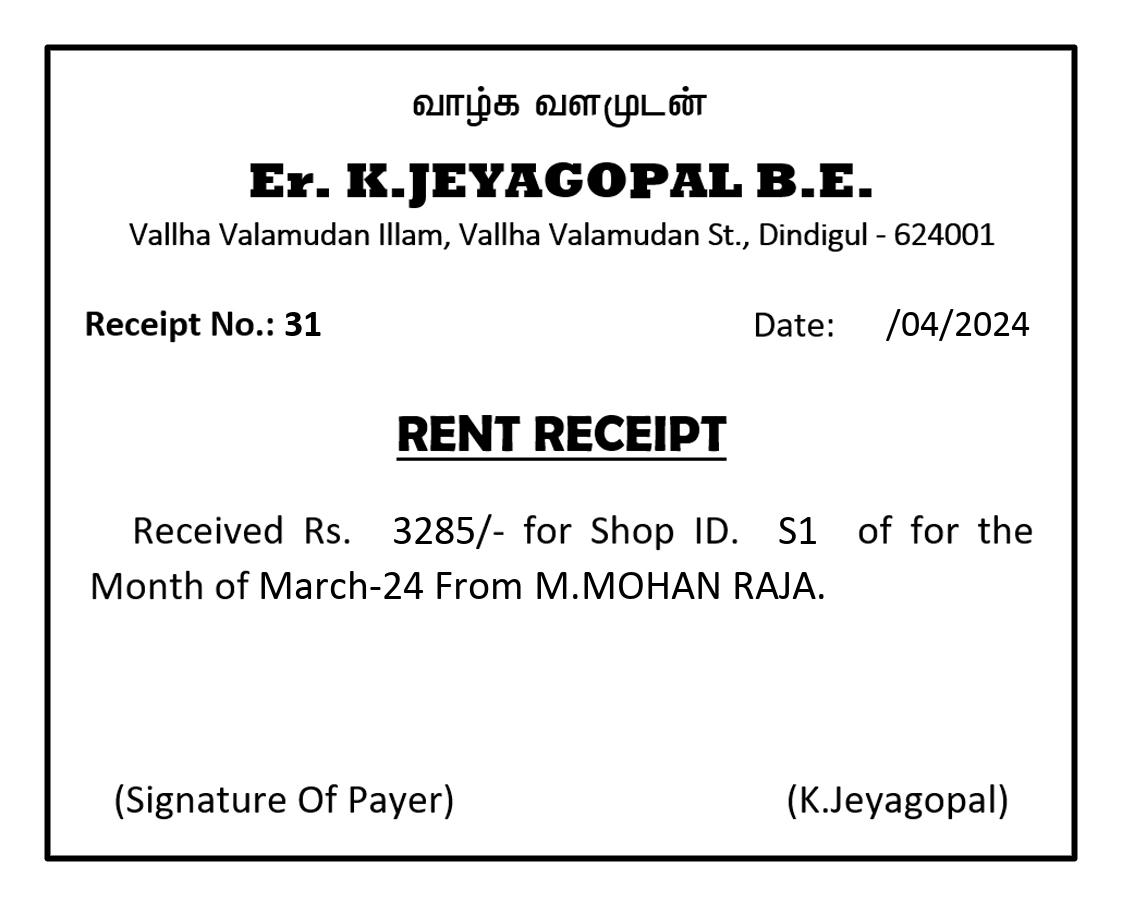 வாழ்க வளமுடன்
Er. K.JEYAGOPAL B.E.
Vallha Valamudan Illam, Vallha Valamudan St., Dindigul - 624001
Receipt No.: 31 Date: /04/2024
RENT RECEIPT
Received Rs. 3285/- for Shop ID. S1 of for the
Month of March-24 From M.MOHAN RAJA.
(Signature Of Payer) (K.Jeyagopal)